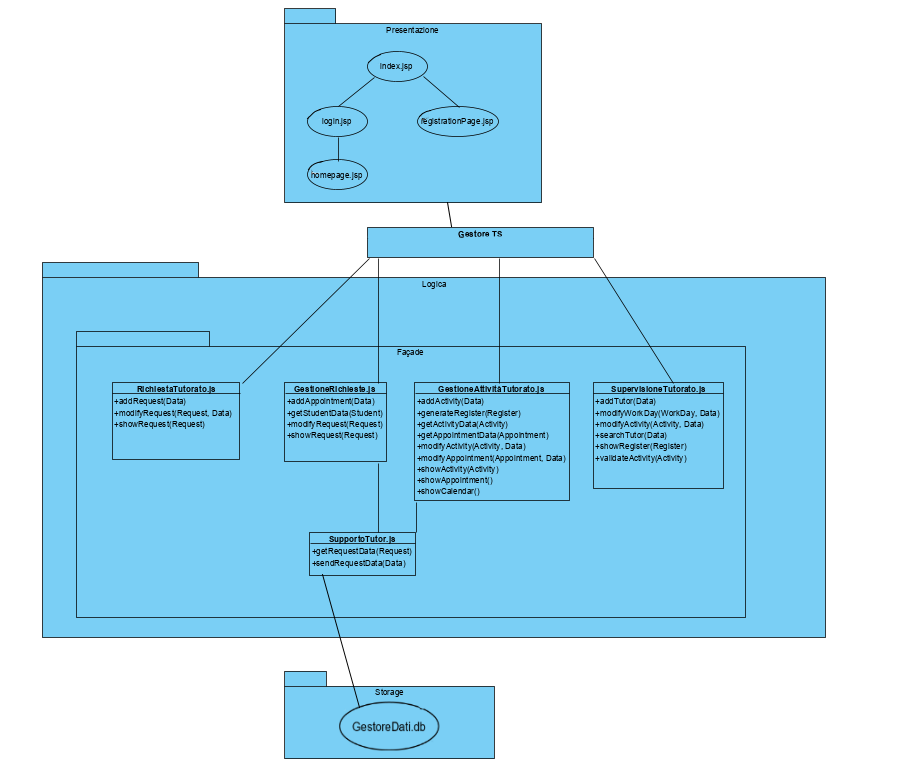 Presentazione
index.jsp
login.jsp
registrationPage.jsp
homepage.jsp
Gestore TS
Logica
Façade
RichiestaTutorato.js
+addRequest(Data)
+modifyRequest(Request, Data)
+showRequest(Request)
GestioneRichieste.js
+addAppointment(Data)
+getStudentData(Student)
+modifyRequest(Request)
+showRequest(Request)
GestioneAttivitàTutorato.js
+addActivity(Data)
+generateRegister(Register)
+getActivityData(Activity)
+getAppointmentData(Appointment)
+modifyActivity(Activity, Data)
+modifyAppointment(Appointment, Data)
+showActivity(Activity)
+showAppointment()
+showCalendar()
SupervisioneTutorato.js
+addTutor(Data)
+modifyWorkDay(WorkDay, Data)
+modifyActivity(Activity, Data)
+searchTutor(Data)
+showRegister(Register)
+validateActivity(Activity)
SupportoTutor.js
+getRequestData(Request)
+sendRequestData(Data)
Storage
GestoreDati.db